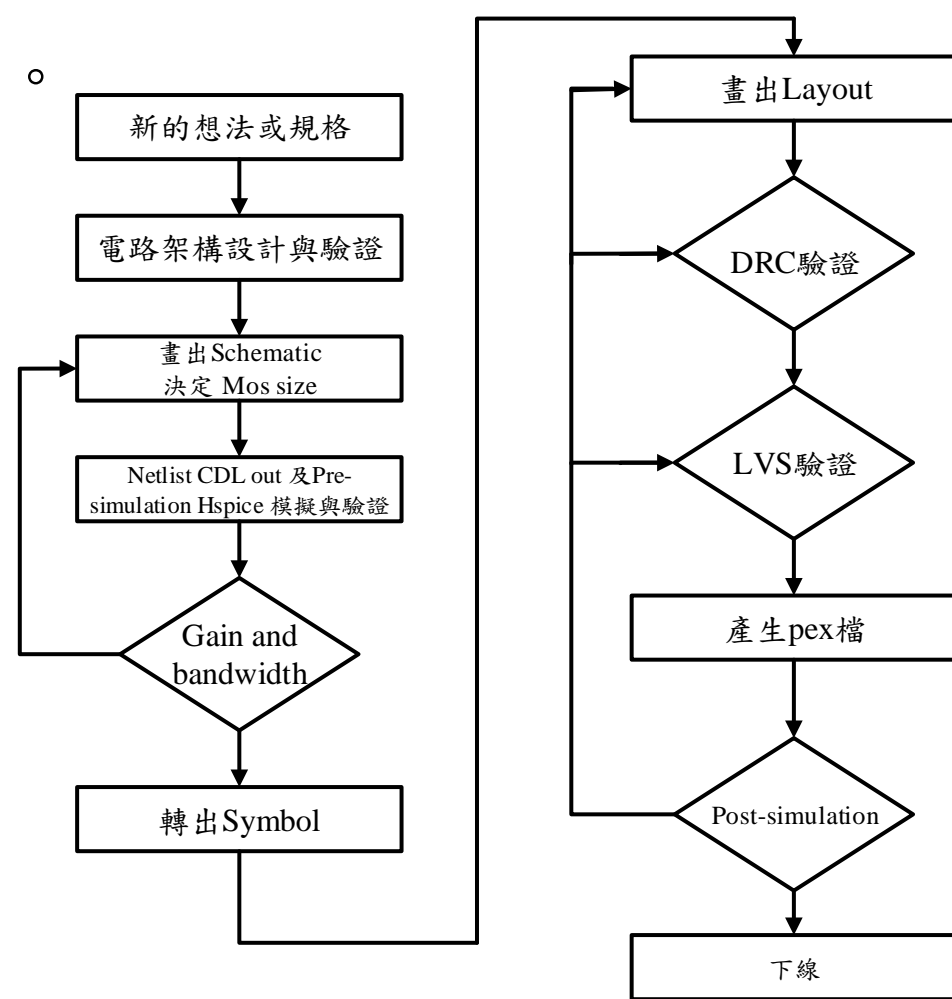 。
新的想法或規格
電路架構設計與驗證
畫出Schematic
決定 Mos size
Netlist CDL out 及Pre-
simulation Hspice 模擬與驗證
Gain and
bandwidth
轉出Symbol
畫出Layout
DRC驗證
LVS驗證
產生pex檔
Post-simulation
下線